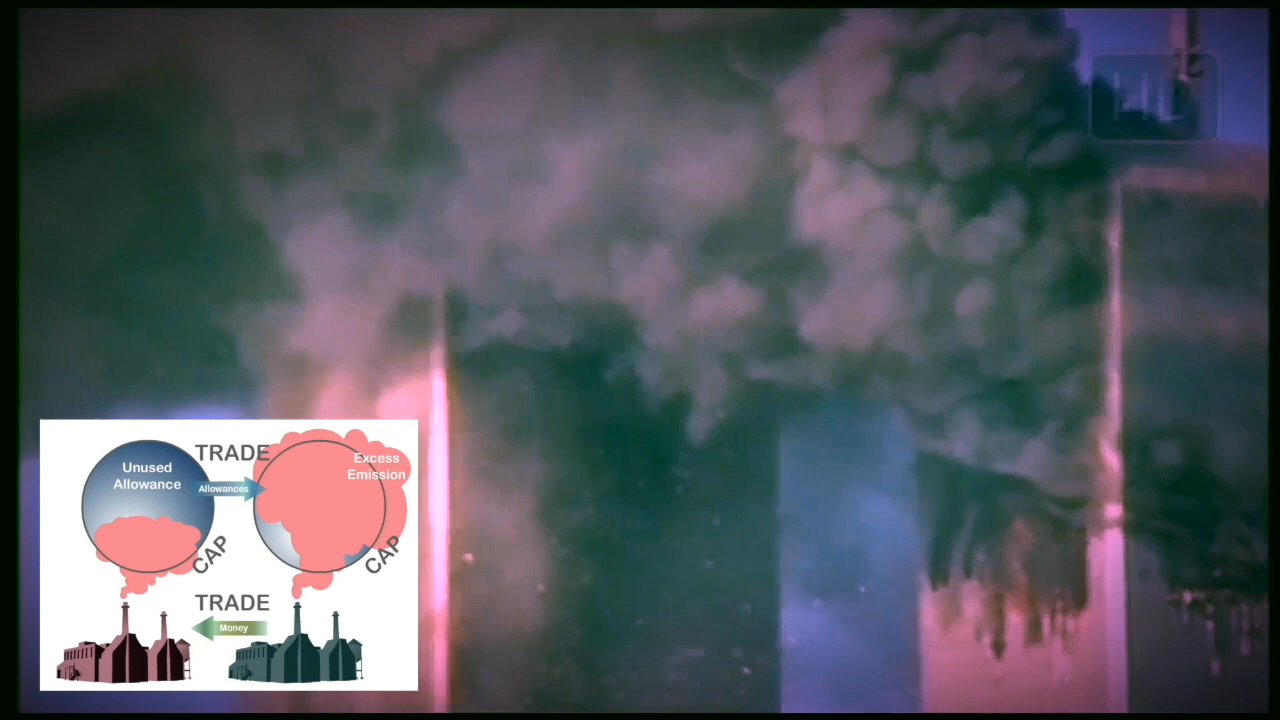 TRADE
Unused
Allowance
Allowances
Excess
Emission
CAP
CAP
TRADE
Money